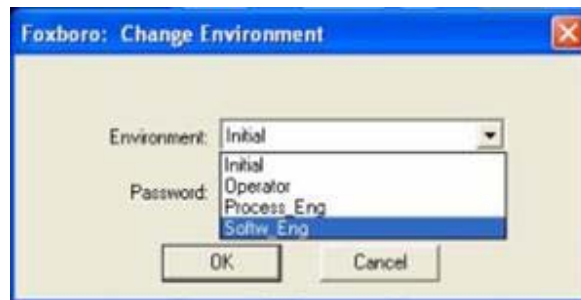 Foxboro: Change Environment
Environment: Initial
Initial
Password: Operator
Process_Eng
Softw_Eng
OK Cancel